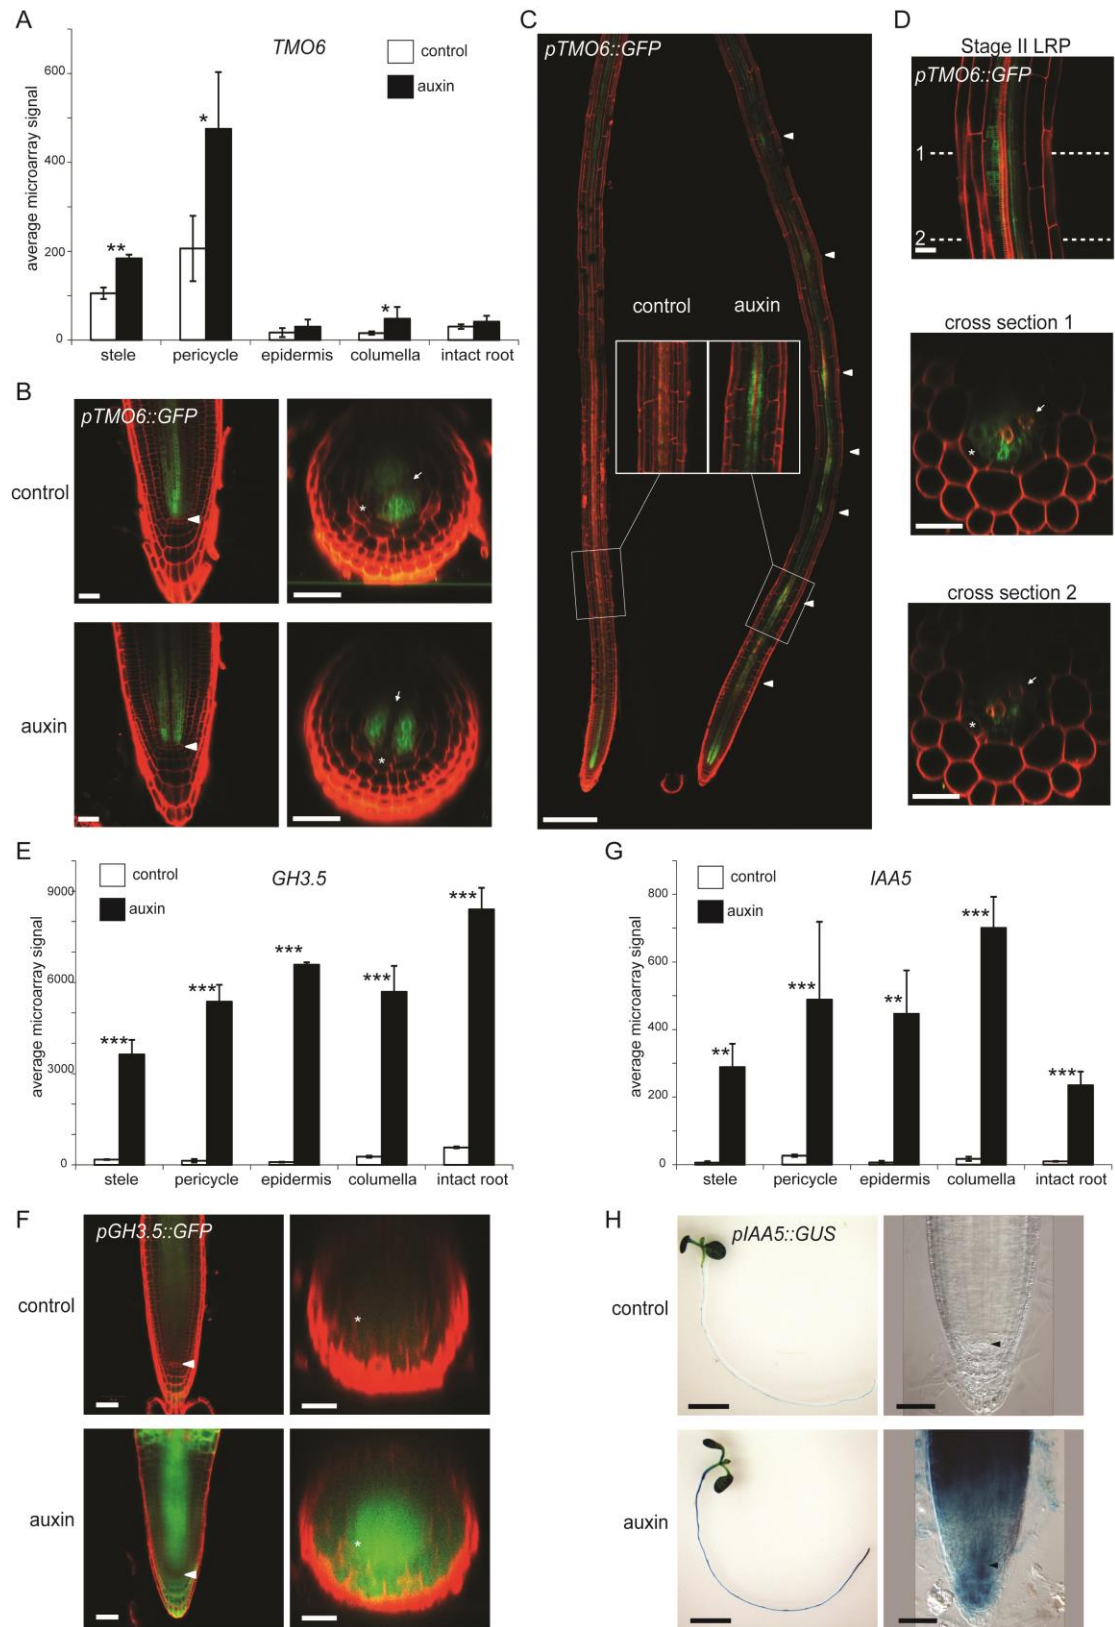 A
TMO6
control
auxin
average microarray signal
600
400
200
0
*
**
*
stele
pericycle
epidermis
columella
intact root
B
pTMO6::GFP
control
*
auxin
*
C
pTMO6::GFP
control
auxin
D
Stage II LRP
pTMO6::GFP
1
2
cross section 1
*
cross section 2
*
E
GH3.5
control
auxin
average microarray signal
9000
6000
3000
0
***
***
***
***
***
stele
pericycle
epidermis
columella
intact root
F
pGH3.5::GFP
control
*
auxin
*
G
IAA5
control
auxin
average microarray signal
800
600
400
200
0
**
***
**
***
***
stele
pericycle
epidermis
columella
intact root
H
pIAA5::GUS
control
auxin